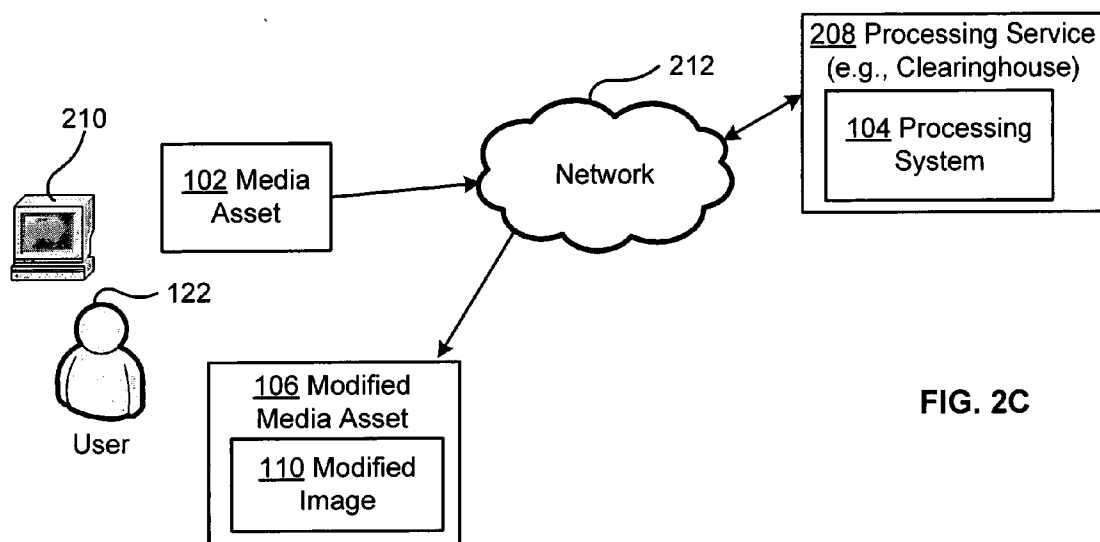 208 Processing Service
(e.g., Clearinghouse)
104 Processing
System
212
210
102 Media
Asset
Network
122
User
106 Modified
Media Asset
110 Modified
Image
FIG. 2C